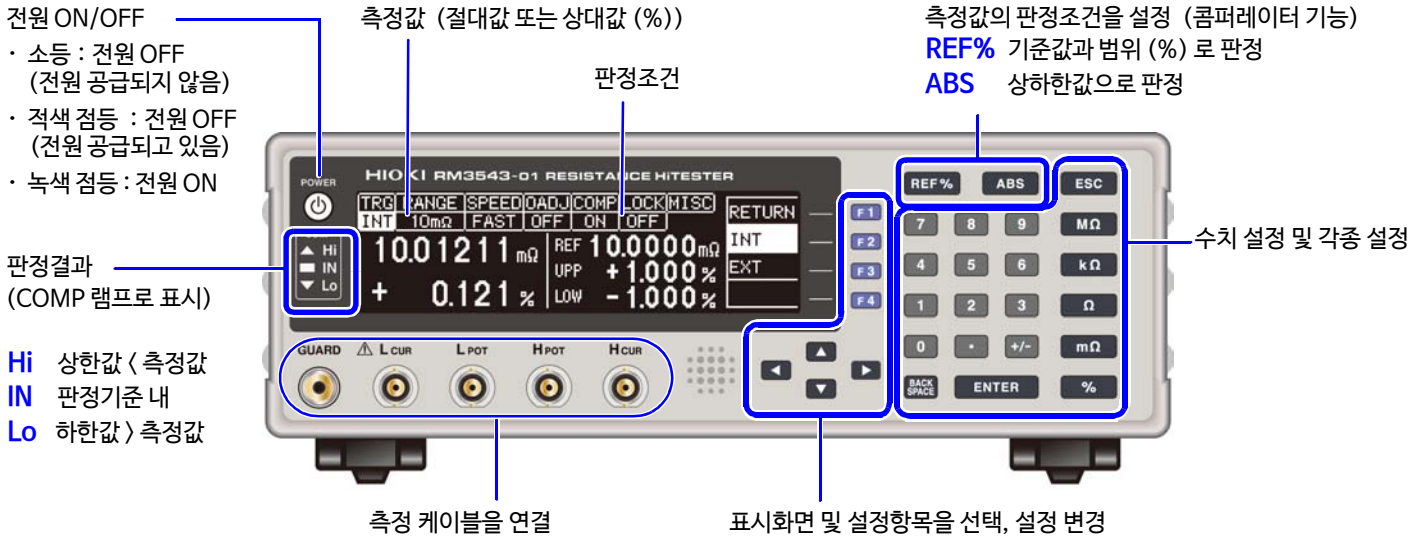 전원 ON/OFF
· 소등 : 전원 OFF
(전원 공급되지 않음)
· 적색 점등 : 전원 OFF
(전원 공급되고 있음)
· 녹색 점등 : 전원 ON
측정값 (절대값 또는 상대값 (%))
판정조건
측정값의 판정조건을 설정 (콤퍼레이터 기능)
REF% 기준값과 범위 (%) 로 판정
ABS 상하한값으로 판정
판정결과
(COMP 램프로 표시)
Hi 상한값 〈 측정값
IN 판정기준 내
Lo 하한값 〉 측정값
POWER
HIOKI RM3543-01 RESISTANCE HiTESTER
TRG RANGE SPEED 0ADJ COMP LOCK MISC
INT 10mΩ FAST OFF ON OFF
10.01211 mΩ
+ 0.121 %
REF 10.0000mΩ
UPP +1.000 %
LOW -1.000 %
RETURN
INT
EXT
F1
F2
F3
F4
Hi
IN
Lo
GUARD
L CUR
L POT
H POT
H CUR
REF% ABS ESC
7 8 9 MΩ
4 5 6 kΩ
1 2 3 Ω
0 · +/- mΩ
BACK SPACE ENTER %
수치 설정 및 각종 설정
측정 케이블을 연결
표시화면 및 설정항목을 선택, 설정 변경